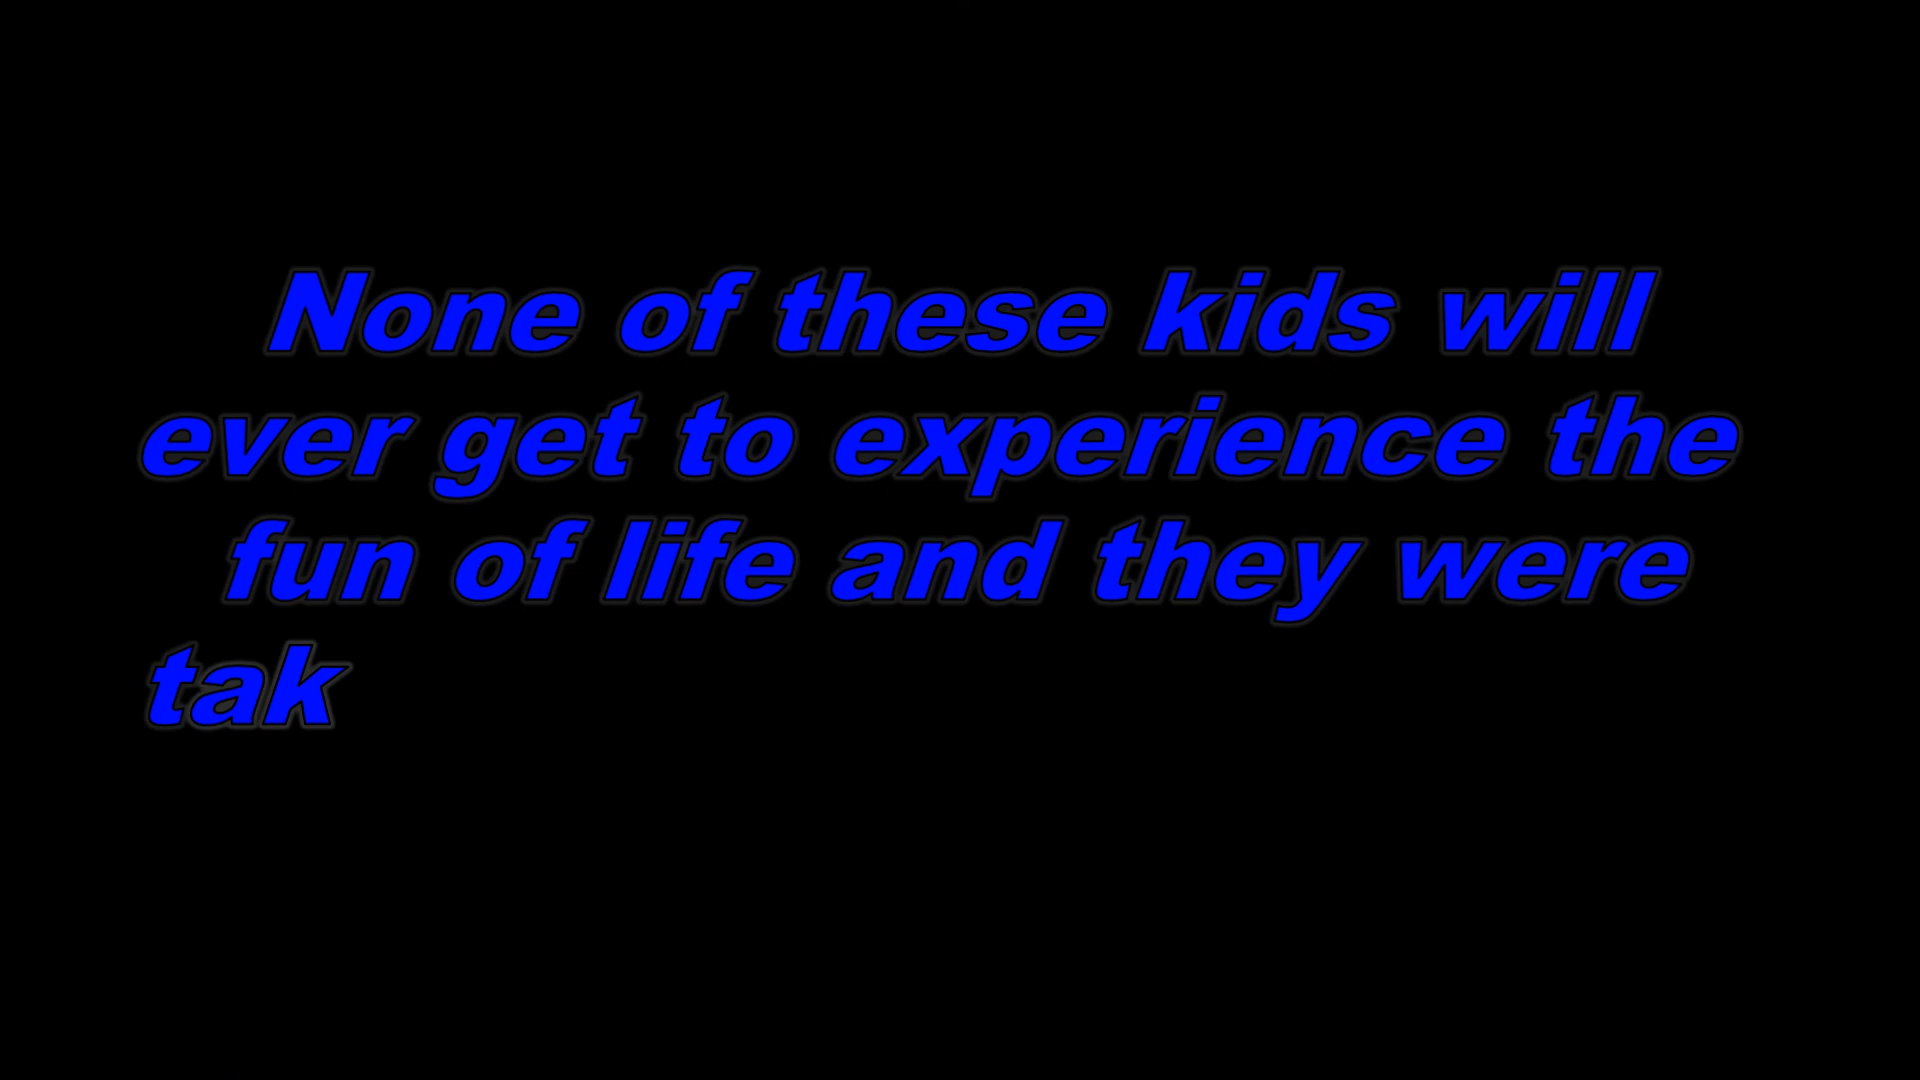 None of these kids will
ever get to experience the
fun of life and they were
tak